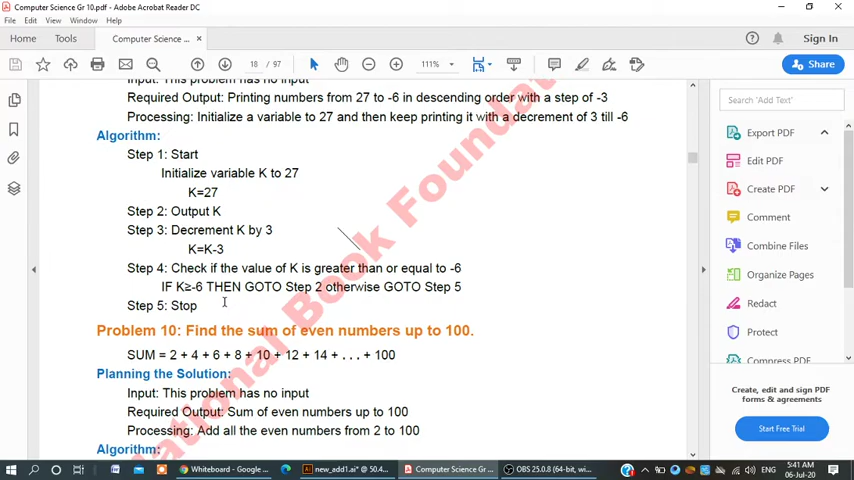 Computer Science Gr 10.pdf - Adobe Acrobat Reader DC
File Edit View Window Help
Home Tools Computer Science ... × Sign In
18 / 97 111% Share
Input: This problem has no input
Required Output: Printing numbers from 27 to -6 in descending order with a step of -3
Processing: Initialize a variable to 27 and then keep printing it with a decrement of 3 till -6
Algorithm:
Step 1: Start
Initialize variable K to 27
K=27
Step 2: Output K
Step 3: Decrement K by 3
K=K-3
Step 4: Check if the value of K is greater than or equal to -6
IF K≥-6 THEN GOTO Step 2 otherwise GOTO Step 5
Step 5: Stop
Problem 10: Find the sum of even numbers up to 100.
SUM = 2 + 4 + 6 + 8 + 10 + 12 + 14 + . . . + 100
Planning the Solution:
Input: This problem has no input
Required Output: Sum of even numbers up to 100
Processing: Add all the even numbers from 2 to 100
Algorithm:
National Book Foundation
Search "Add Text"
Export PDF
Edit PDF
Create PDF
Comment
Combine Files
Organize Pages
Redact
Protect
Compress PDF
Create, edit and sign PDF
forms & agreements
Start Free Trial
Whiteboard - Google ... new_add1.ai* @ 50.4... Computer Science Gr ... OBS 25.0.8 (64-bit, wi... ENG 5:41 AM
06-Jul-20